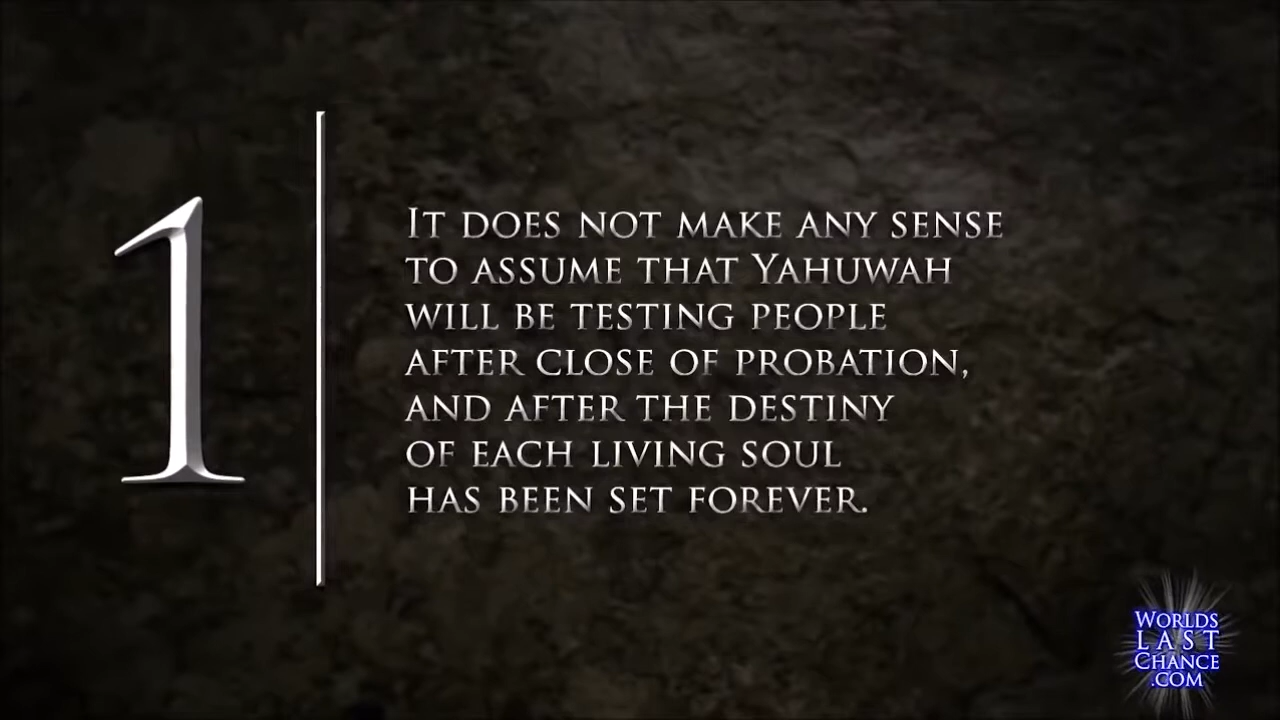 1
It does not make any sense
to assume that Yahuwah
will be testing people
after close of probation,
and after the destiny
of each living soul
has been set forever.
Worlds
Last
Chance
.com